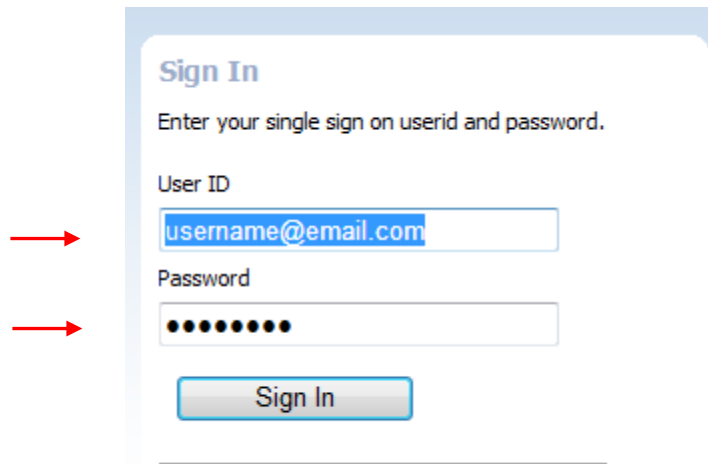 Sign In
Enter your single sign on userid and password.
User ID
username@email.com
Password
••••••••
Sign In